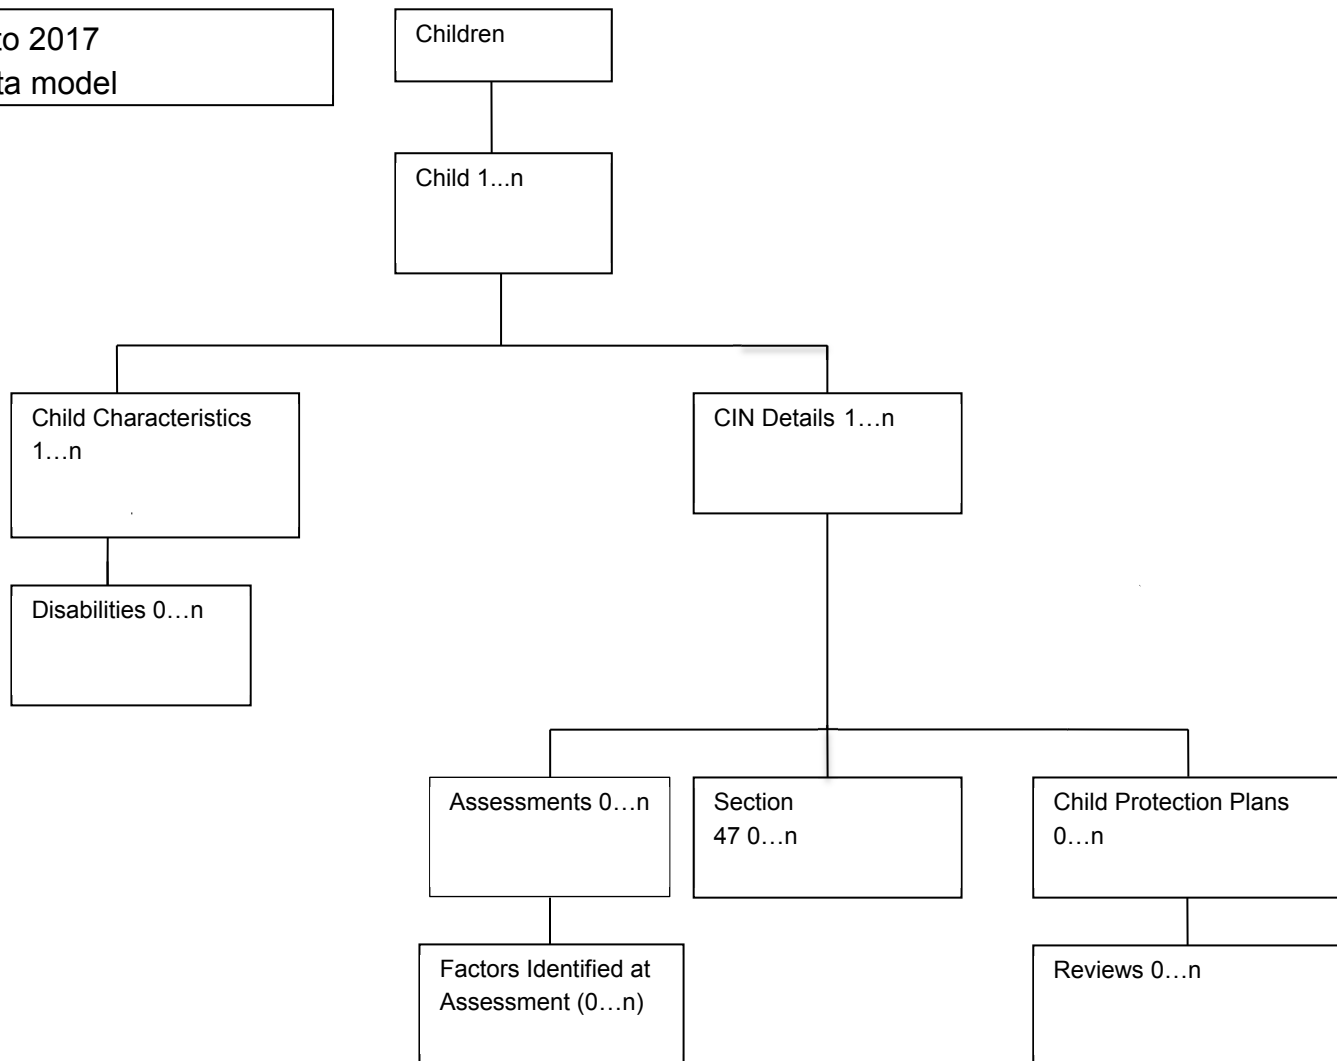 to 2017
ta model
Children
Child 1...n
Child Characteristics
1…n
CIN Details 1…n
Disabilities 0…n
Assessments 0…n
Section
47 0…n
Child Protection Plans
0…n
Factors Identified at
Assessment (0…n)
Reviews 0…n